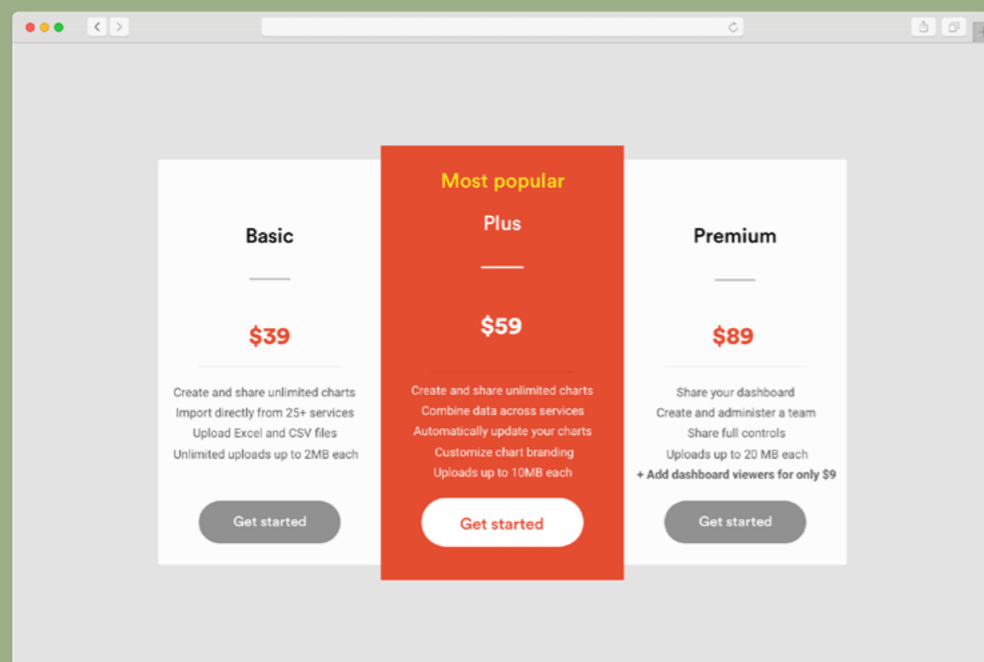 Basic
$39
Create and share unlimited charts
Import directly from 25+ services
Upload Excel and CSV files
Unlimited uploads up to 2MB each
Get started
Most popular
Plus
$59
Create and share unlimited charts
Combine data across services
Automatically update your charts
Customize chart branding
Uploads up to 10MB each
Get started
Premium
$89
Share your dashboard
Create and administer a team
Share full controls
Uploads up to 20 MB each
+ Add dashboard viewers for only $9
Get started